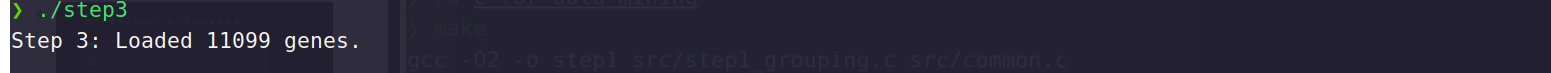 ❯ ./step3
Step 3: Loaded 11099 genes.
❯ make
gcc -O2 -o step1 src/step1_grouping.c src/common.c